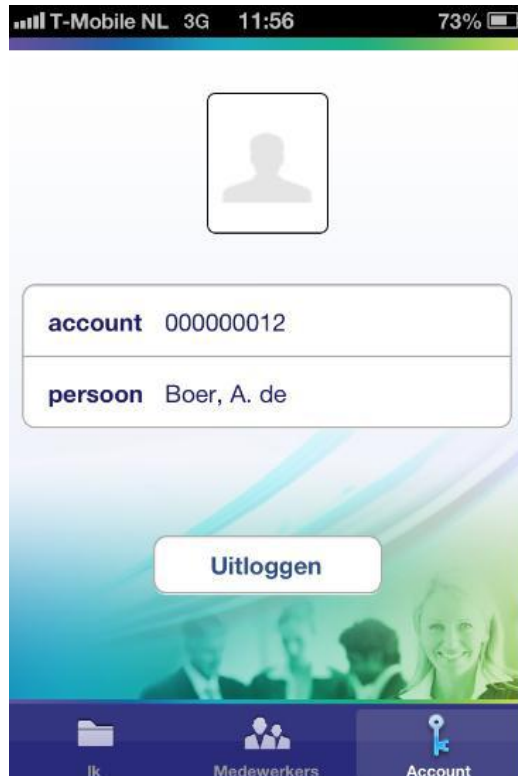 T-Mobile NL 3G 11:56 73%
account 000000012
persoon Boer, A. de
Uitloggen
Ik Medewerkers Account